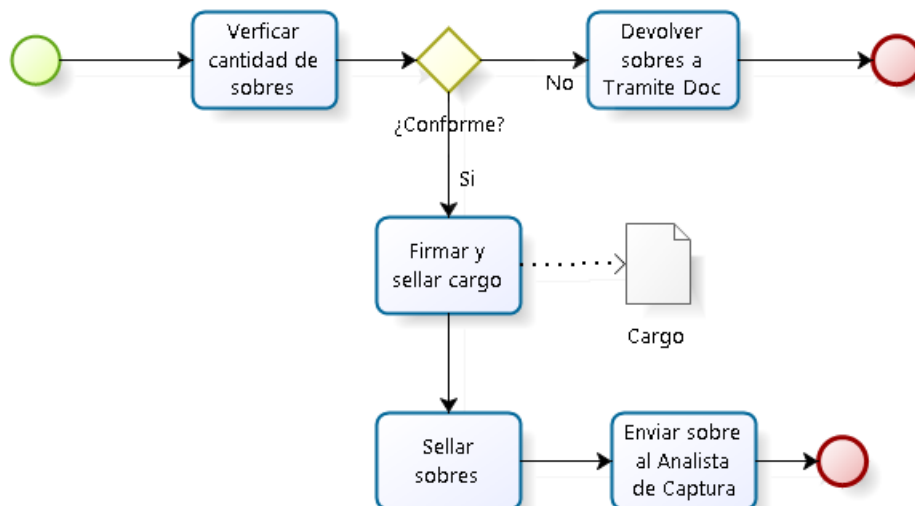 Verficar
cantidad de
sobres
Devolver
sobres a
Tramite Doc
No
¿Conforme?
Si
Firmar y
sellar cargo
Cargo
Sellar
sobres
Enviar sobre
al Analista
de Captura